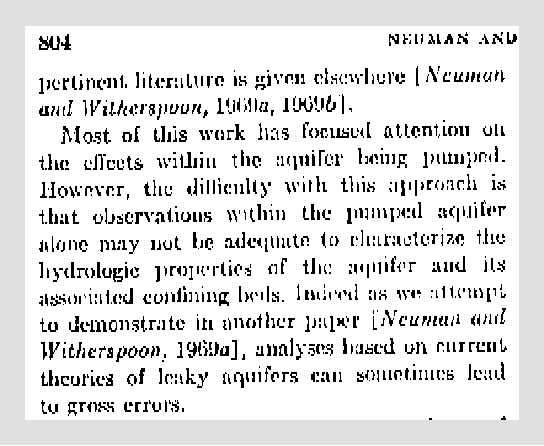 804 NEUMAN AND
pertinent literature is given elsewhere [Neuman
and Witherspoon, 1969a, 1969b].
Most of this work has focused attention on
the effects within the aquifer being pumped.
However, the difficulty with this approach is
that observations within the pumped aquifer
alone may not be adequate to characterize the
hydrologic properties of the aquifer and its
associated confining beds. Indeed as we attempt
to demonstrate in another paper [Neuman and
Witherspoon, 1969a], analyses based on current
theories of leaky aquifers can sometimes lead
to gross errors.